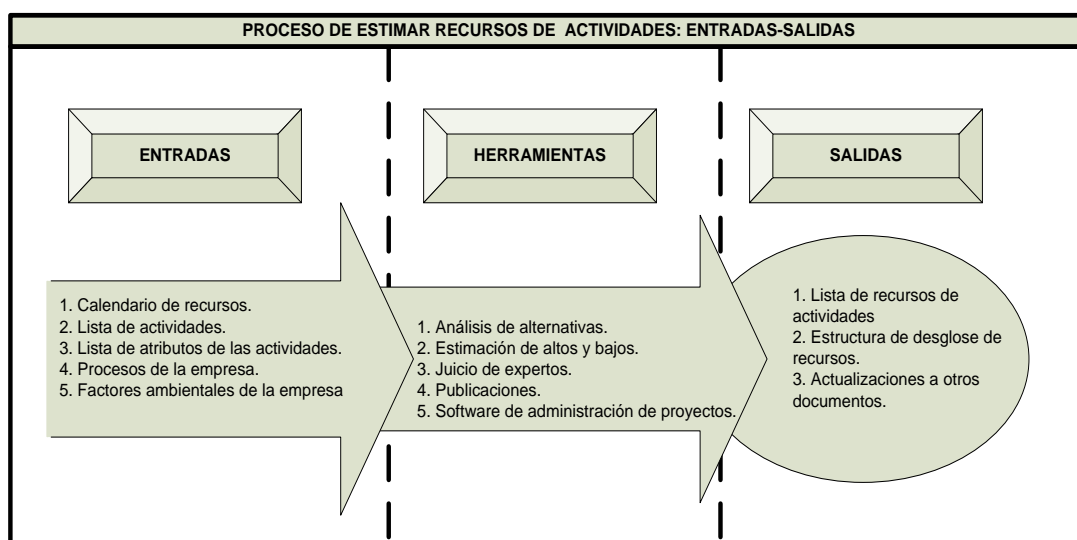 PROCESO DE ESTIMAR RECURSOS DE ACTIVIDADES: ENTRADAS-SALIDAS
ENTRADAS
1. Calendario de recursos.
2. Lista de actividades.
3. Lista de atributos de las actividades.
4. Procesos de la empresa.
5. Factores ambientales de la empresa
HERRAMIENTAS
1. Análisis de alternativas.
2. Estimación de altos y bajos.
3. Juicio de expertos.
4. Publicaciones.
5. Software de administración de proyectos.
SALIDAS
1. Lista de recursos de
actividades
2. Estructura de desglose de
recursos.
3. Actualizaciones a otros
documentos.